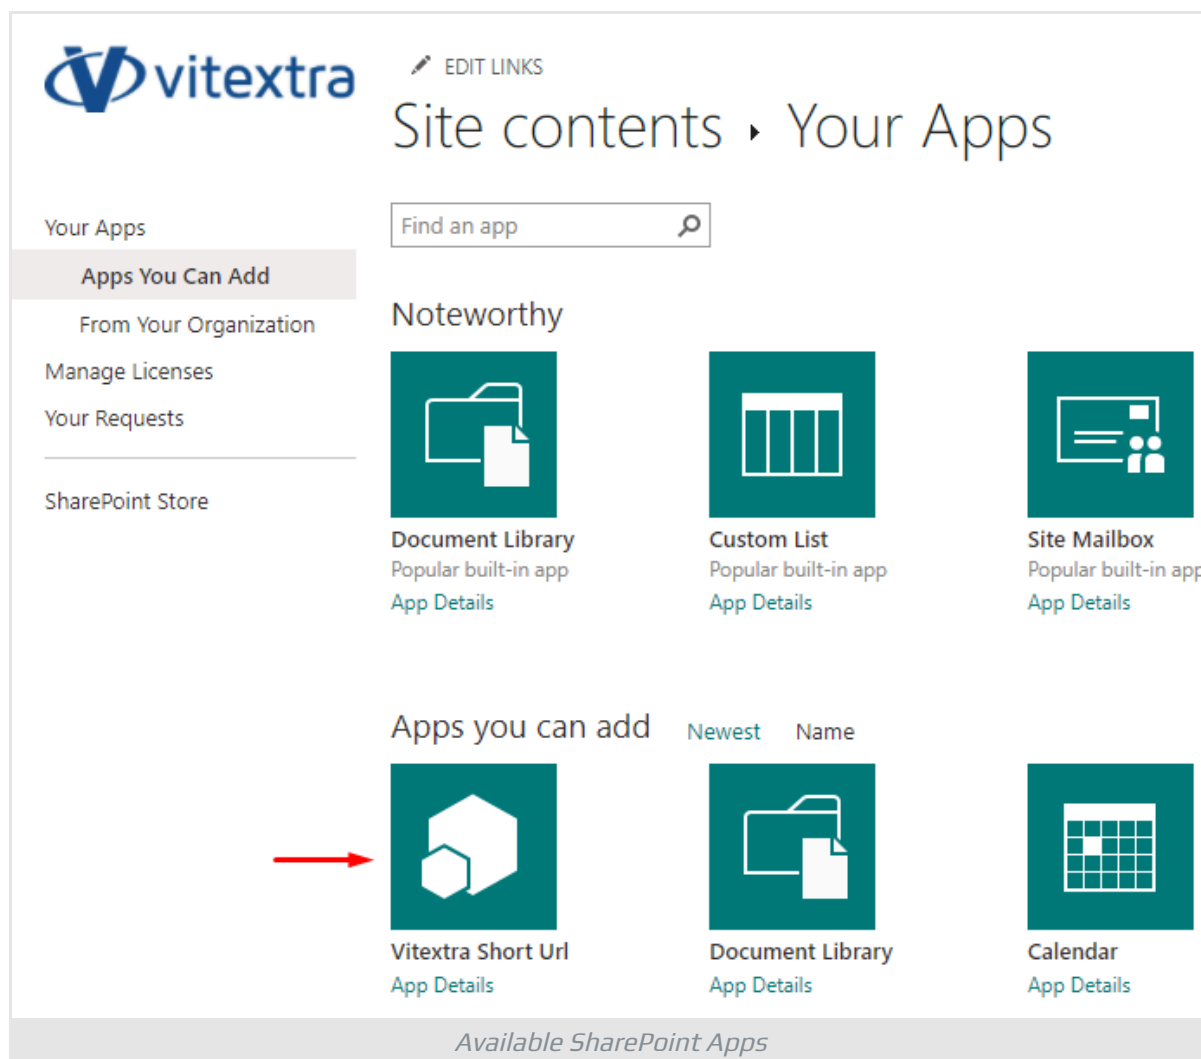 vitextra
EDIT LINKS
Site contents ▸ Your Apps
Your Apps
Apps You Can Add
From Your Organization
Manage Licenses
Your Requests
SharePoint Store
Find an app
Noteworthy
Document Library Custom List Site Mailbox
Popular built-in app Popular built-in app Popular built-in app
App Details App Details App Details
Apps you can add Newest Name
Vitextra Short Url Document Library Calendar
App Details App Details App Details
Available SharePoint Apps